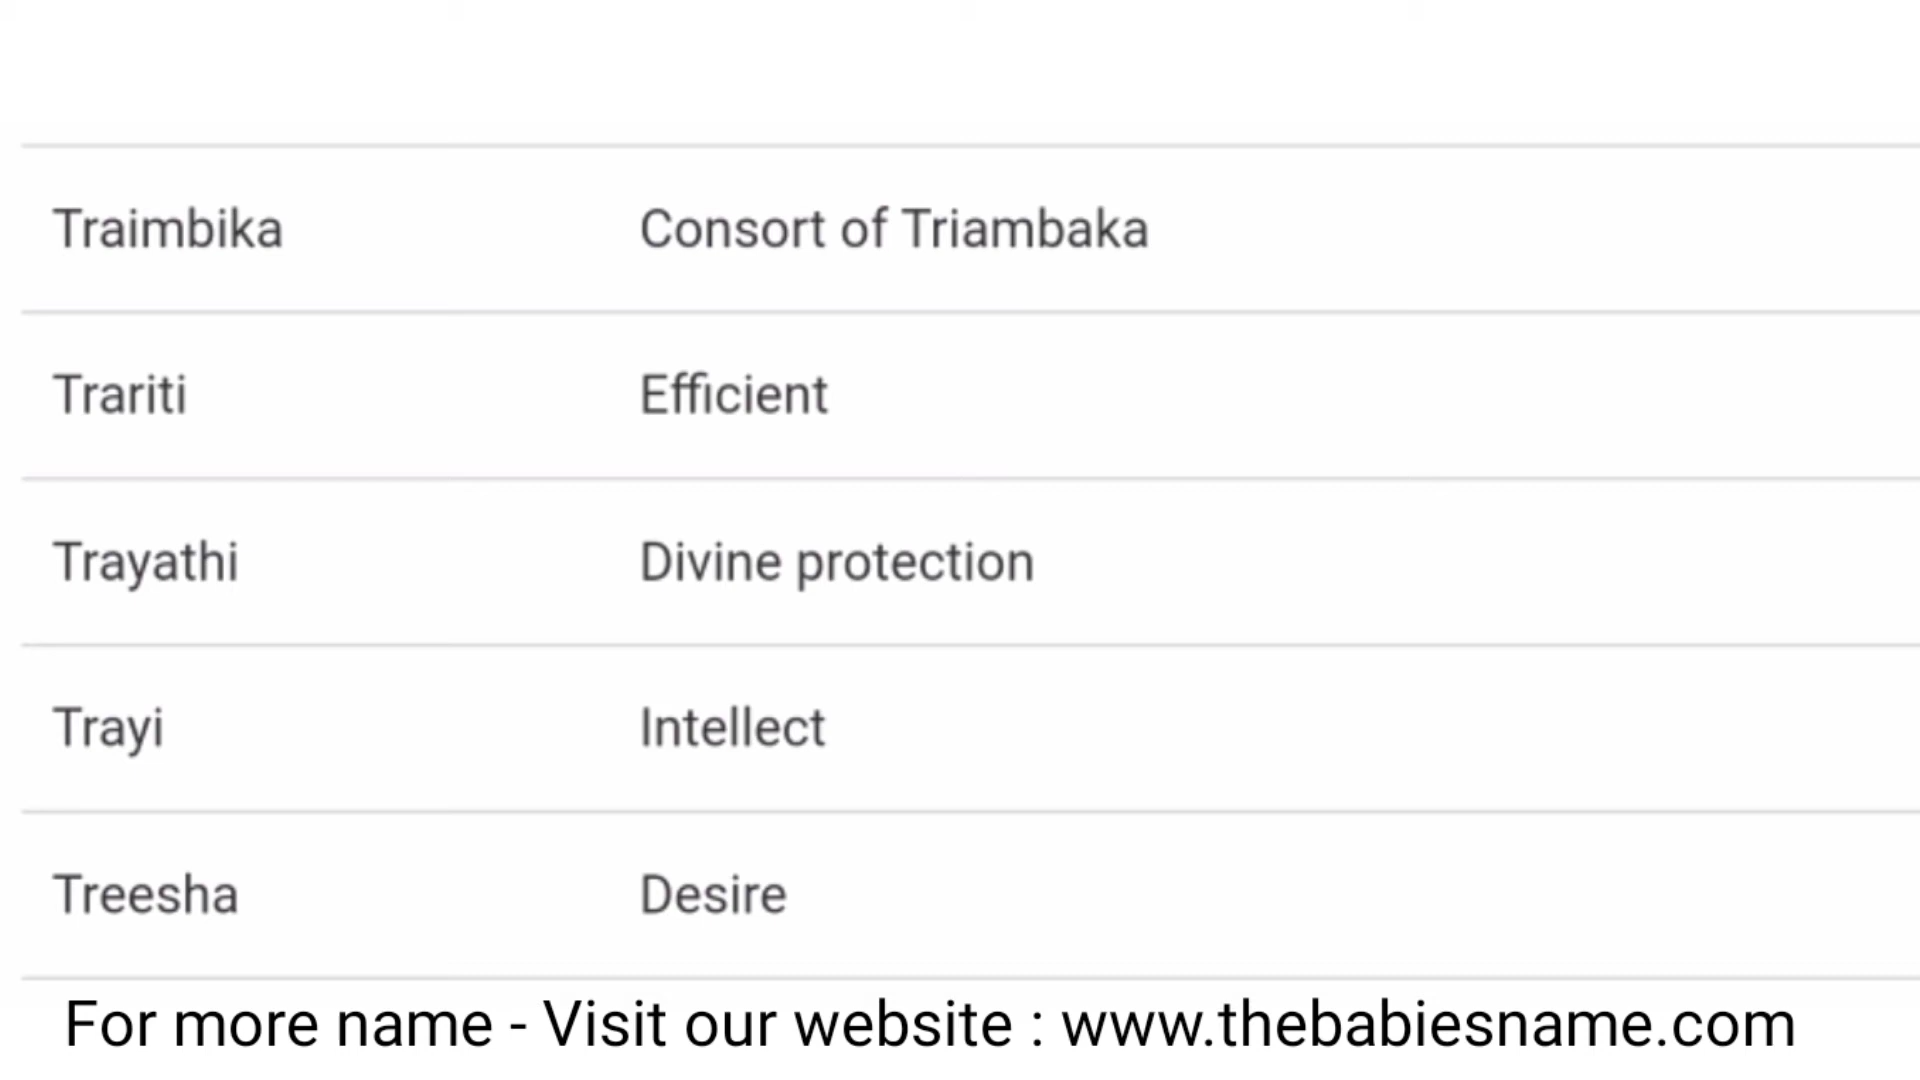 Traimbika Consort of Triambaka
Trariti Efficient
Trayathi Divine protection
Trayi Intellect
Treesha Desire
For more name - Visit our website : www.thebabiesname.com